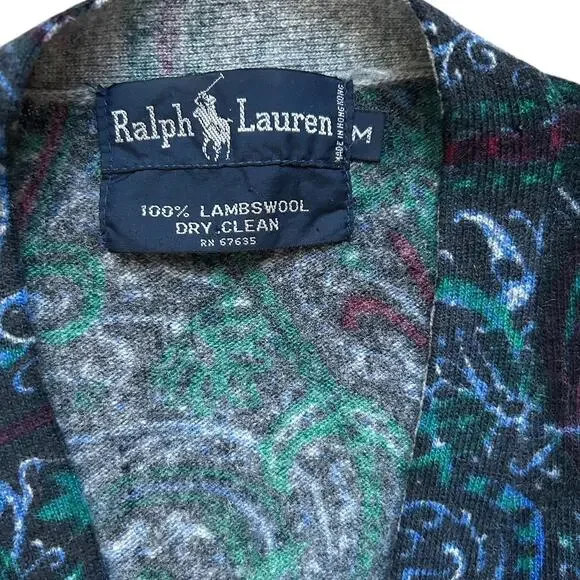 Ralph Lauren
MADE IN HONG KONG
M
100% LAMBSWOOL
DRY CLEAN
RN 67635